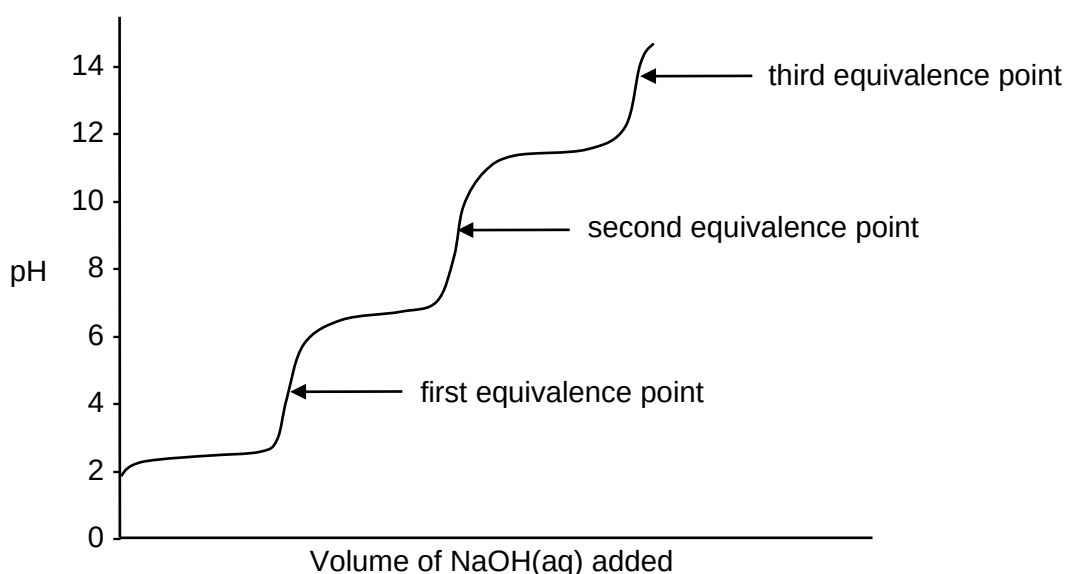 14
third equivalence point
12
10
second equivalence point
pH
8
6
4
first equivalence point
2
0
Volume of NaOH(aq) added